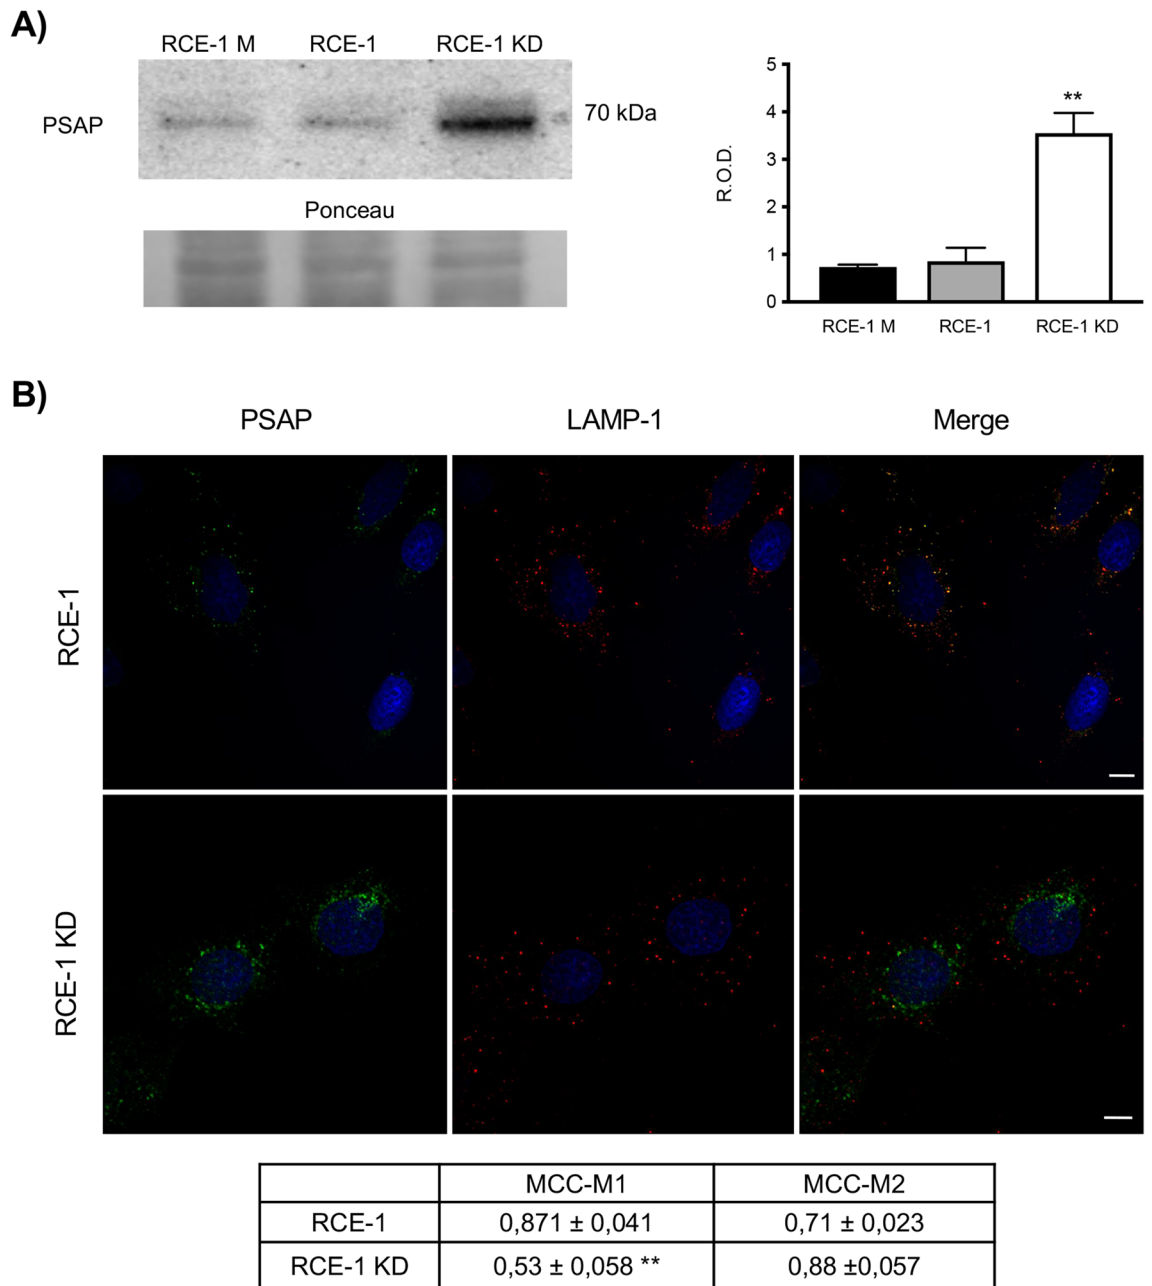 A)
RCE-1 M RCE-1 RCE-1 KD
PSAP
70 kDa
Ponceau
5
4
3
2
1
0
R.O.D.
**
RCE-1 M RCE-1 RCE-1 KD
B)
PSAP LAMP-1 Merge
RCE-1
RCE-1 KD
MCC-M1 MCC-M2
RCE-1 0,871 ± 0,041 0,71 ± 0,023
RCE-1 KD 0,53 ± 0,058 ** 0,88 ±0,057